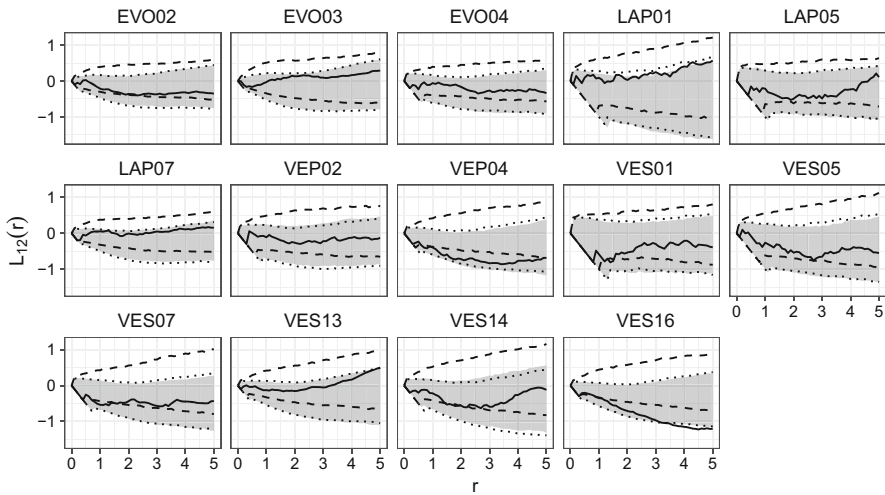 EVO02 EVO03 EVO04 LAP01 LAP05
1
0
−1
LAP07 VEP02 VEP04 VES01 VES05
1
0
−1
0 1 2 3 4 5
VES07 VES13 VES14 VES16
1
0
−1
0 1 2 3 4 5 0 1 2 3 4 5 0 1 2 3 4 5 0 1 2 3 4 5
L12(r)
r